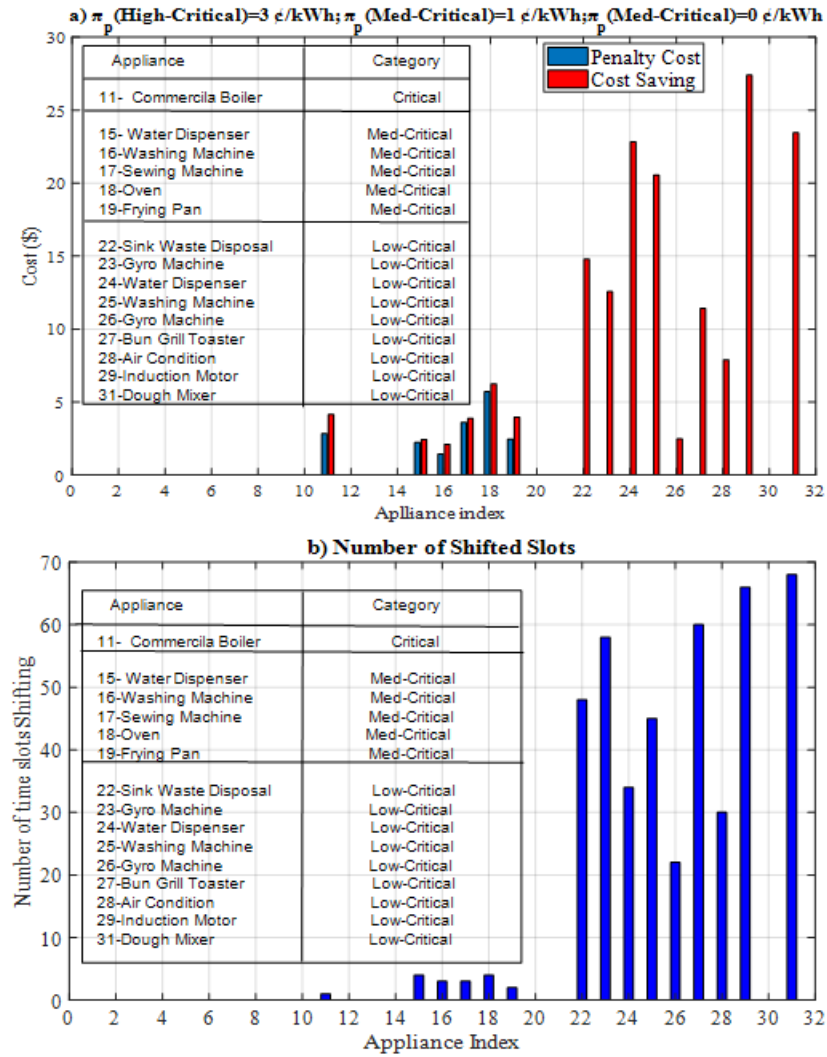 a) π_p(High-Critical)=3 ¢/kWh; π_p(Med-Critical)=1 ¢/kWh;π_p(Med-Critical)=0 ¢/kWh
Penalty Cost
Cost Saving
Appliance Category
11- Commercila Boiler Critical
15- Water Dispenser Med-Critical
16-Washing Machine Med-Critical
17-Sewing Machine Med-Critical
18-Oven Med-Critical
19-Frying Pan Med-Critical
22-Sink Waste Disposal Low-Critical
23-Gyro Machine Low-Critical
24-Water Dispenser Low-Critical
25-Washing Machine Low-Critical
26-Gyro Machine Low-Critical
27-Bun Grill Toaster Low-Critical
28-Air Condition Low-Critical
29-Induction Motor Low-Critical
31-Dough Mixer Low-Critical
Cost ($)
30
25
20
15
10
5
0
0 2 4 6 8 10 12 14 16 18 20 22 24 26 28 30 32
Aplliance index
b) Number of Shifted Slots
Appliance Category
11- Commercila Boiler Critical
15- Water Dispenser Med-Critical
16-Washing Machine Med-Critical
17-Sewing Machine Med-Critical
18-Oven Med-Critical
19-Frying Pan Med-Critical
22-Sink Waste Disposal Low-Critical
23-Gyro Machine Low-Critical
24-Water Dispenser Low-Critical
25-Washing Machine Low-Critical
26-Gyro Machine Low-Critical
27-Bun Grill Toaster Low-Critical
28-Air Condition Low-Critical
29-Induction Motor Low-Critical
31-Dough Mixer Low-Critical
Number of time slots Shifting
70
60
50
40
30
20
10
0
0 2 4 6 8 10 12 14 16 18 20 22 24 26 28 30 32
Appliance Index